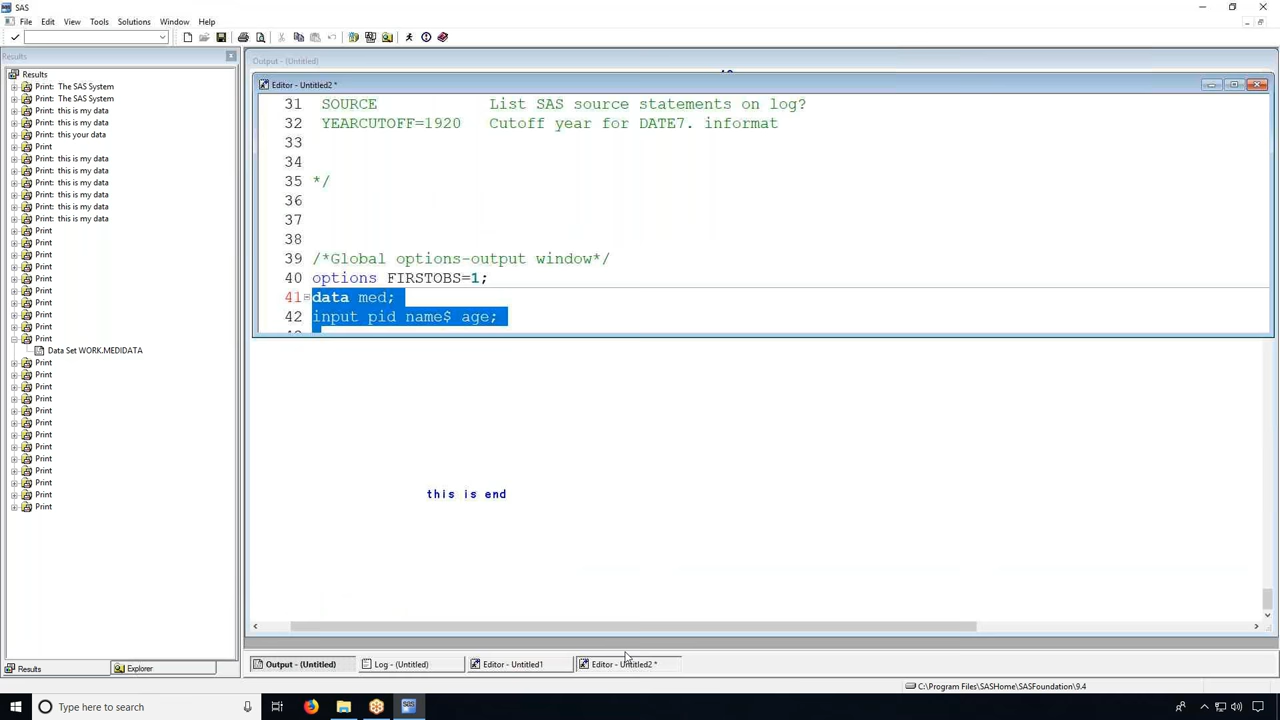 SAS
File Edit View Tools Solutions Window Help
Results
Results
Print: The SAS System
Print: The SAS System
Print: this is my data
Print: this is my data
Print: this your data
Print
Print: this is my data
Print: this is my data
Print: this is my data
Print: this is my data
Print: this is my data
Print: this is my data
Print
Print
Print
Print
Print
Print
Print
Print
Print
Print
Data Set WORK.MEDIDATA
Print
Print
Print
Print
Print
Print
Print
Print
Print
Print
Print
Print
Print
Results
Explorer
Output - (Untitled)
Editor - Untitled2 *
31 SOURCE List SAS source statements on log?
32 YEARCUTOFF=1920 Cutoff year for DATE7. informat
33
34
35 */
36
37
38
39 /*Global options-output window*/
40 options FIRSTOBS=1;
41 data med;
42 input pid name$ age;
this is end
Output - (Untitled) Log - (Untitled) Editor - Untitled1 Editor - Untitled2 *
C:\Program Files\SASHome\SASFoundation\9.4
Type here to search
SAS